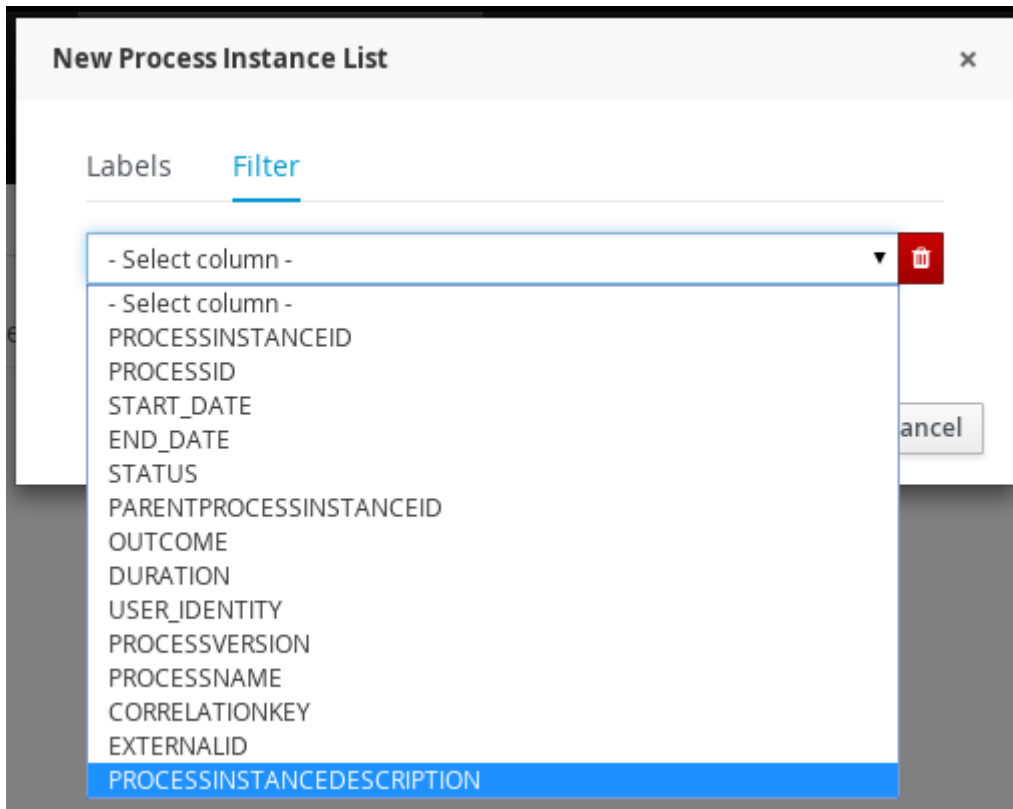 New Process Instance List ×
Labels Filter
- Select column - ▼
- Select column -
PROCESSINSTANCEID
PROCESSID
START_DATE
END_DATE
STATUS
PARENTPROCESSINSTANCEID
OUTCOME
DURATION
USER_IDENTITY
PROCESSVERSION
PROCESSNAME
CORRELATIONKEY
EXTERNALID
PROCESSINSTANCEDESCRIPTION
ancel